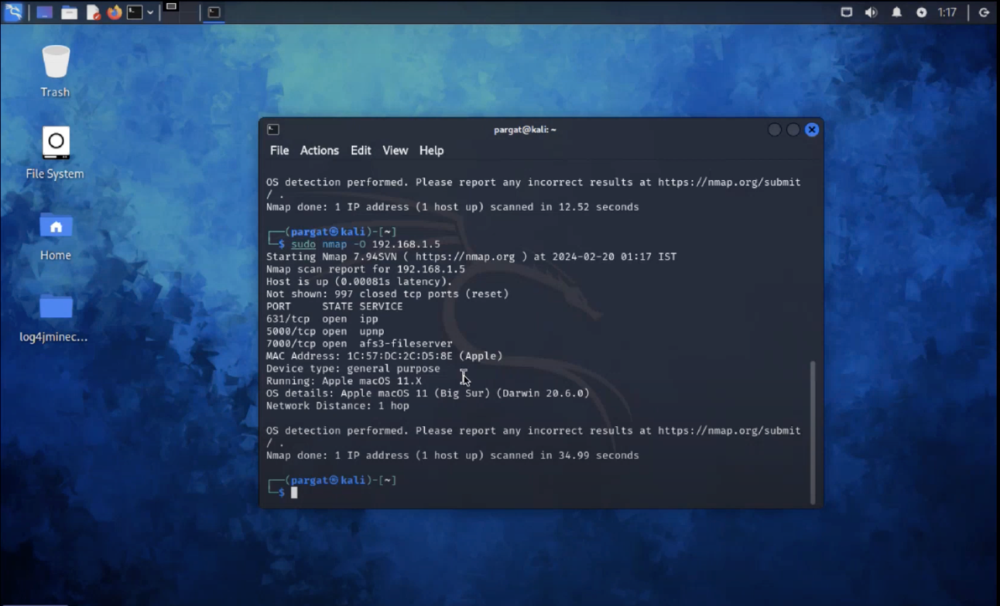 1:17
Trash
File System
Home
log4jminec...
pargat@kali: ~
File Actions Edit View Help
OS detection performed. Please report any incorrect results at https://nmap.org/submit
/ .
Nmap done: 1 IP address (1 host up) scanned in 12.52 seconds
┌──(pargat㉿kali)-[~]
└─$ sudo nmap -O 192.168.1.5
Starting Nmap 7.94SVN ( https://nmap.org ) at 2024-02-20 01:17 IST
Nmap scan report for 192.168.1.5
Host is up (0.00081s latency).
Not shown: 997 closed tcp ports (reset)
PORT     STATE SERVICE
631/tcp  open  ipp
5000/tcp open  upnp
7000/tcp open  afs3-fileserver
MAC Address: 1C:57:DC:2C:D5:8E (Apple)
Device type: general purpose
Running: Apple macOS 11.X
OS details: Apple macOS 11 (Big Sur) (Darwin 20.6.0)
Network Distance: 1 hop
OS detection performed. Please report any incorrect results at https://nmap.org/submit
/ .
Nmap done: 1 IP address (1 host up) scanned in 34.99 seconds
┌──(pargat㉿kali)-[~]
└─$